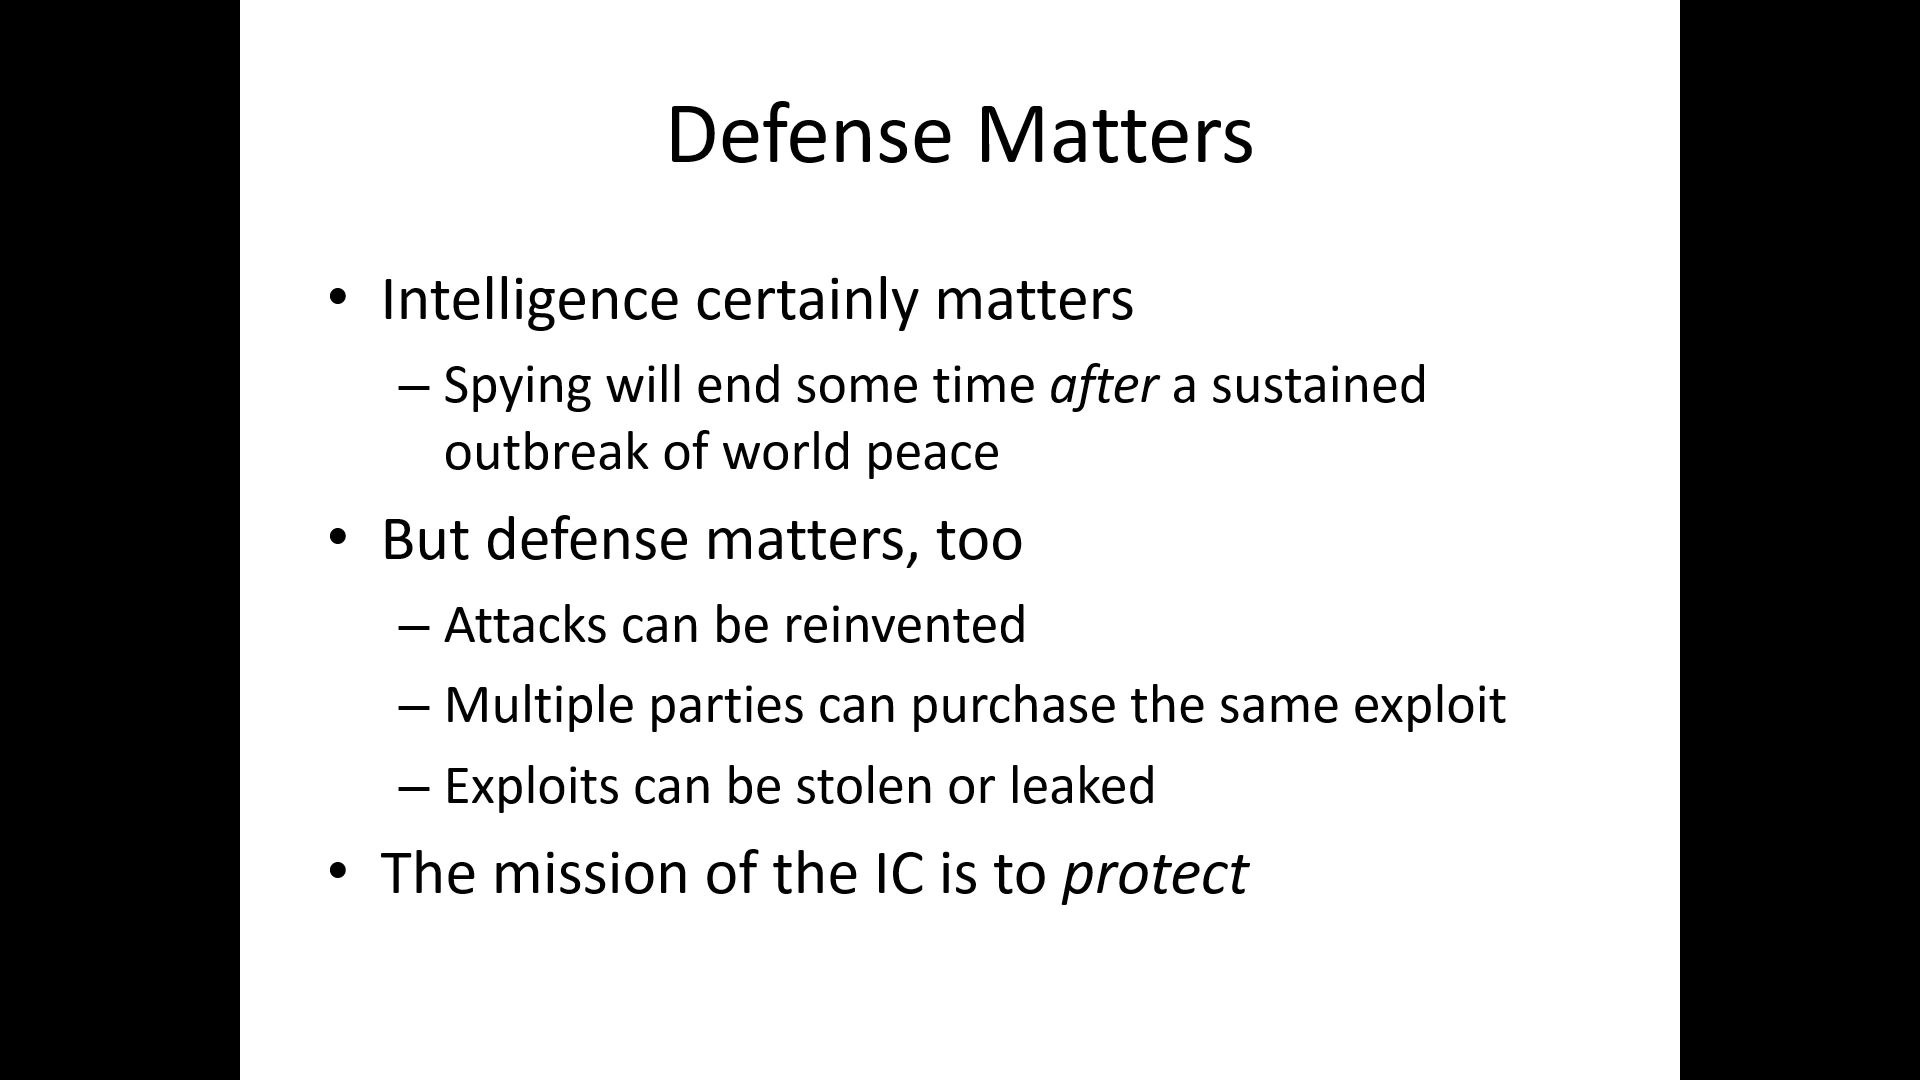 Defense Matters
• Intelligence certainly matters
– Spying will end some time after a sustained
outbreak of world peace
• But defense matters, too
– Attacks can be reinvented
– Multiple parties can purchase the same exploit
– Exploits can be stolen or leaked
• The mission of the IC is to protect